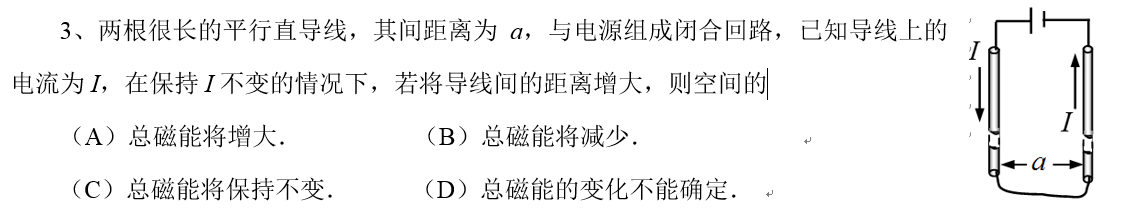 3、两根很长的平行直导线，其间距离为 a，与电源组成闭合回路，已知导线上的
电流为 I，在保持 I 不变的情况下，若将导线间的距离增大，则空间的
（A）总磁能将增大． （B）总磁能将减少．
（C）总磁能将保持不变． （D）总磁能的变化不能确定．
I
I
a